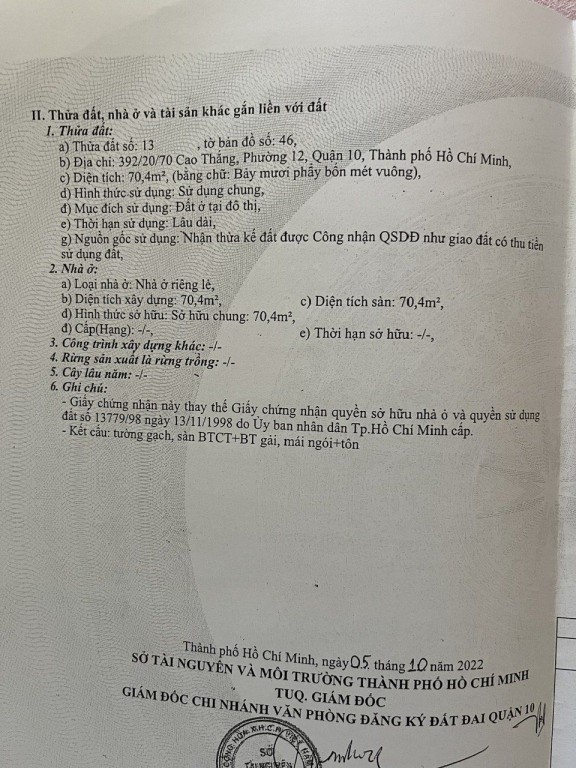 II. Thửa đất, nhà ở và tài sản khác gắn liền với đất
1. Thửa đất:
a) Thửa đất số: 13 , tờ bản đồ số: 46,
b) Địa chỉ: 392/20/70 Cao Thắng, Phường 12, Quận 10, Thành phố Hồ Chí Minh,
c) Diện tích: 70,4m², (bằng chữ: Bảy mươi phẩy bốn mét vuông),
d) Hình thức sử dụng: Sử dụng chung,
đ) Mục đích sử dụng: Đất ở tại đô thị,
e) Thời hạn sử dụng: Lâu dài,
g) Nguồn gốc sử dụng: Nhận thừa kế đất được Công nhận QSDĐ như giao đất có thu tiền
sử dụng đất,
2. Nhà ở:
a) Loại nhà ở: Nhà ở riêng lẻ,
b) Diện tích xây dựng: 70,4m², c) Diện tích sàn: 70,4m²,
d) Hình thức sở hữu: Sở hữu chung: 70,4m²,
đ) Cấp(Hạng): -/-, e) Thời hạn sở hữu: -/-,
3. Công trình xây dựng khác: -/-
4. Rừng sản xuất là rừng trồng: -/-
5. Cây lâu năm: -/-
6. Ghi chú:
- Giấy chứng nhận này thay thế Giấy chứng nhận quyền sở hữu nhà ở và quyền sử dụng
đất số 13779/98 ngày 13/11/1998 do Ủy ban nhân dân Tp.Hồ Chí Minh cấp.
- Kết cấu: tường gạch, sàn BTCT+BT gải, mái ngói+tôn
Thành phố Hồ Chí Minh, ngày 05 tháng 10 năm 2022
SỞ TÀI NGUYÊN VÀ MÔI TRƯỜNG THÀNH PHỐ HỒ CHÍ MINH
TUQ. GIÁM ĐỐC
GIÁM ĐỐC CHI NHÁNH VĂN PHÒNG ĐĂNG KÝ ĐẤT ĐAI QUẬN 10
SỞ